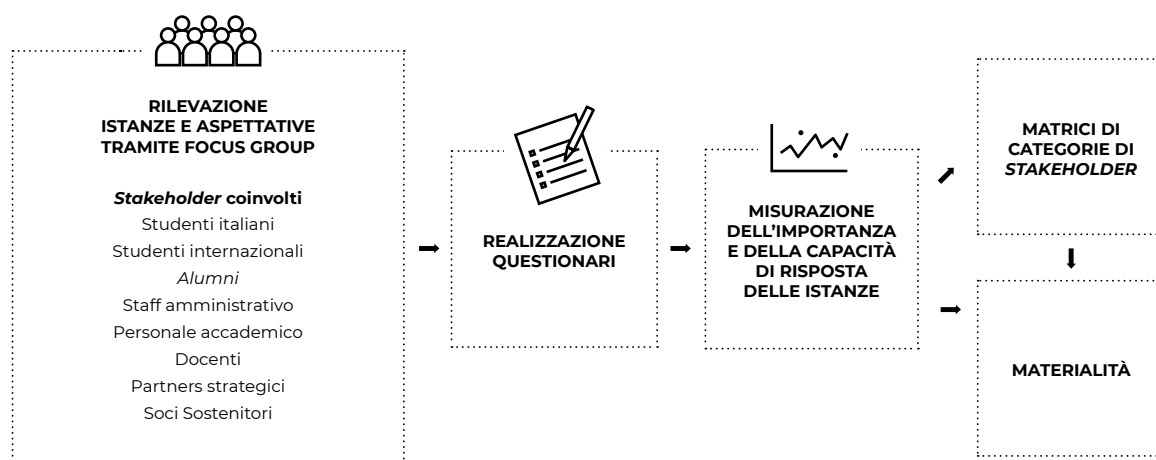 RILEVAZIONE
ISTANZE E ASPETTATIVE
TRAMITE FOCUS GROUP
Stakeholder coinvolti
Studenti italiani
Studenti internazionali
Alumni
Staff amministrativo
Personale accademico
Docenti
Partners strategici
Soci Sostenitori
REALIZZAZIONE
QUESTIONARI
MISURAZIONE
DELL’IMPORTANZA
E DELLA CAPACITÀ
DI RISPOSTA
DELLE ISTANZE
MATRICI DI
CATEGORIE DI
STAKEHOLDER
MATERIALITÀ